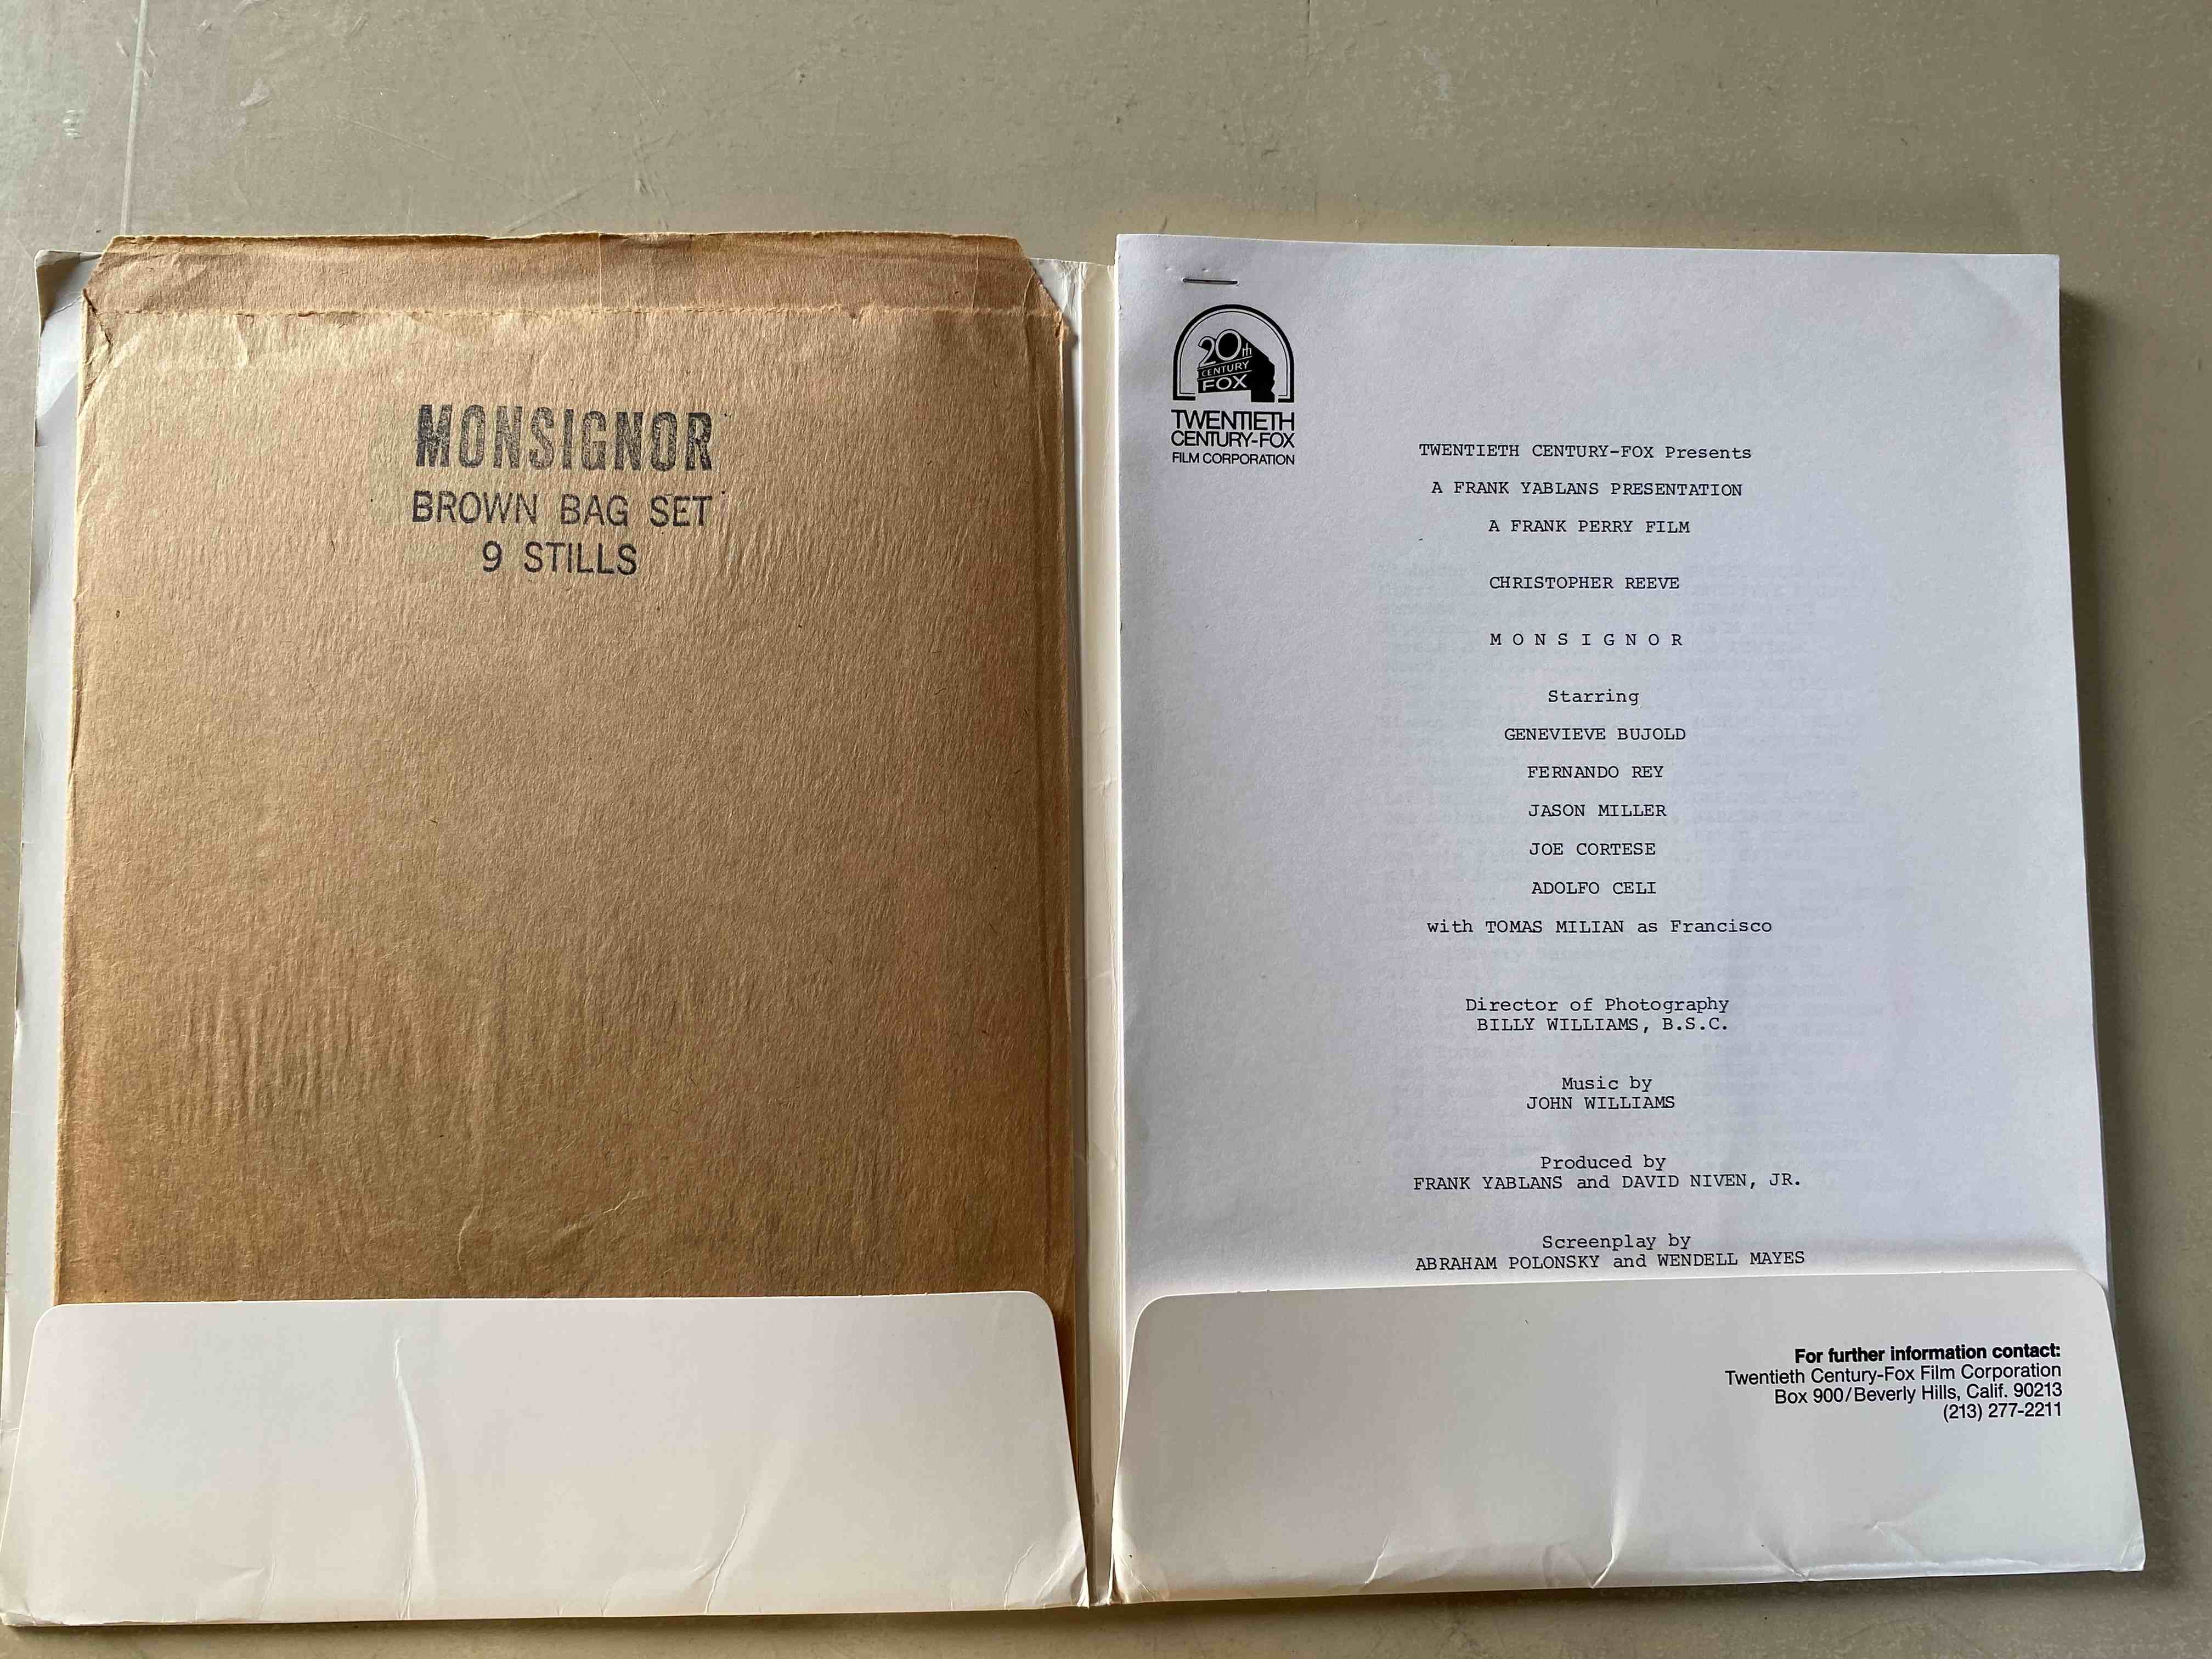 MONSIGNOR
BROWN BAG SET
9 STILLS
20th
CENTURY
FOX
TWENTIETH
CENTURY-FOX
FILM CORPORATION
TWENTIETH CENTURY-FOX Presents
A FRANK YABLANS PRESENTATION
A FRANK PERRY FILM
CHRISTOPHER REEVE
M O N S I G N O R
Starring
GENEVIEVE BUJOLD
FERNANDO REY
JASON MILLER
JOE CORTESE
ADOLFO CELI
with TOMAS MILIAN as Francisco
Director of Photography
BILLY WILLIAMS, B.S.C.
Music by
JOHN WILLIAMS
Produced by
FRANK YABLANS and DAVID NIVEN, JR.
Screenplay by
ABRAHAM POLONSKY and WENDELL MAYES
For further information contact:
Twentieth Century-Fox Film Corporation
Box 900/Beverly Hills, Calif. 90213
(213) 277-2211